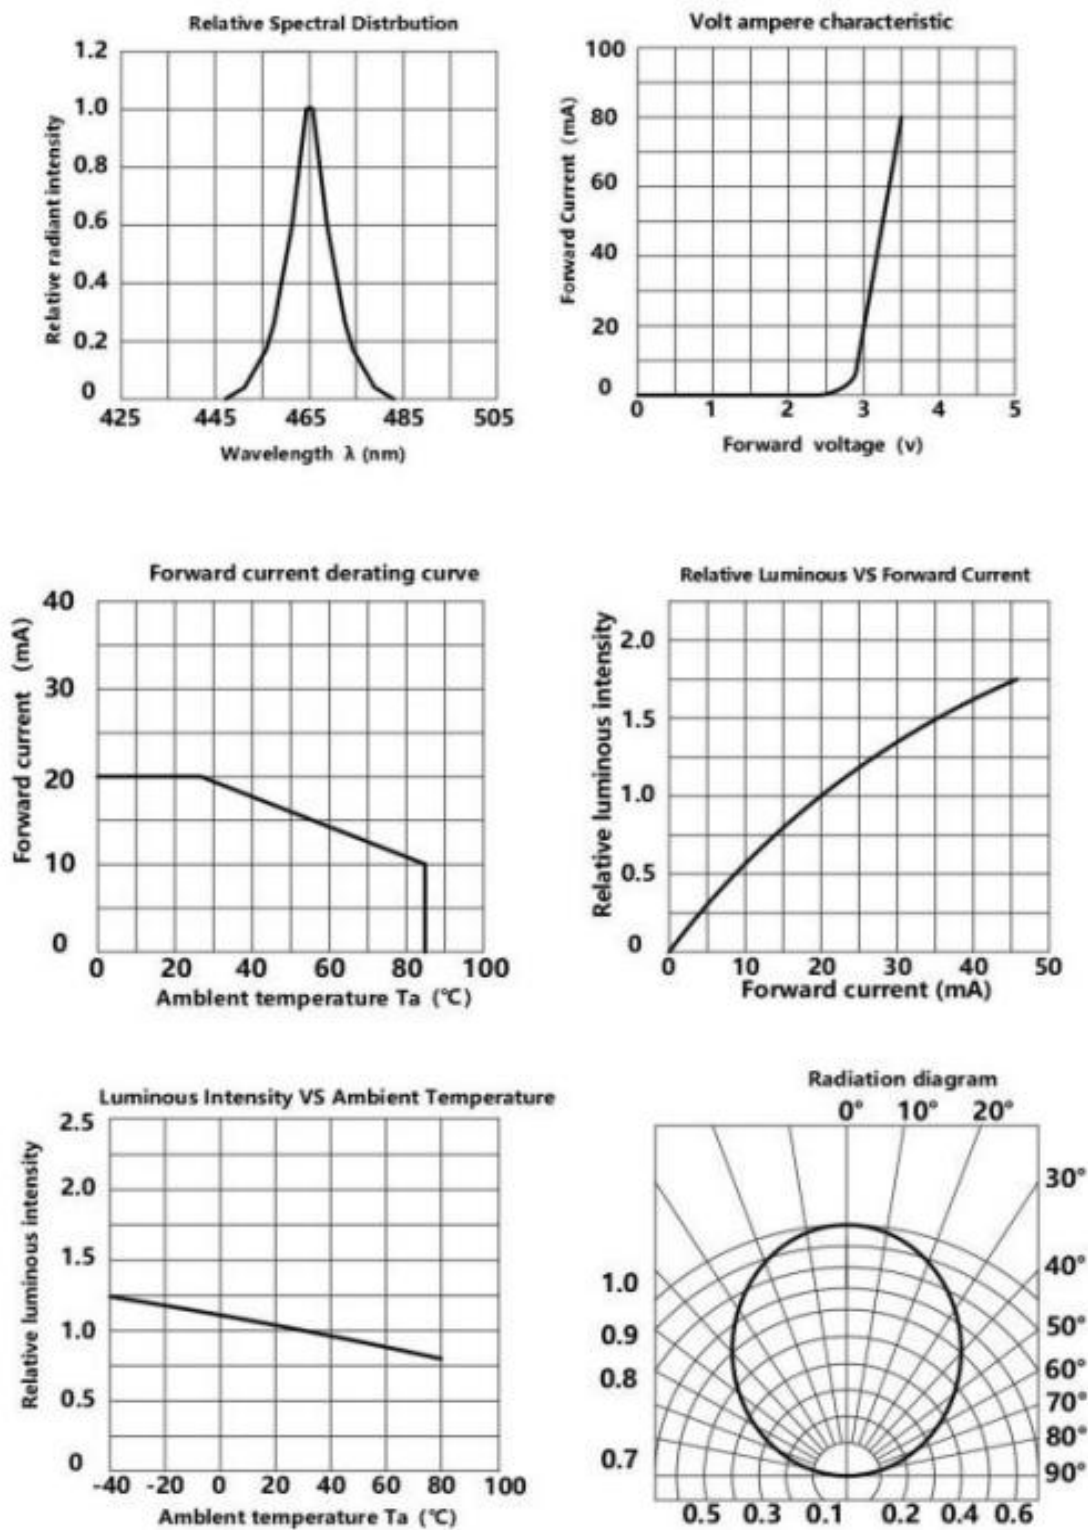 Relative Spectral Distrbution
1.2
1.0
0.8
0.6
0.4
0.2
0
425 445 465 485 505
Relative radiant intensity
Wavelength λ (nm)
Volt ampere characteristic
100
80
60
40
20
0
0 1 2 3 4 5
Forward Current (mA)
Forward voltage (v)
Forward current derating curve
40
30
20
10
0
0 20 40 60 80 100
Forward current (mA)
Ambient temperature Ta (℃)
Relative Luminous VS Forward Current
2.0
1.5
1.0
0.5
0
0 10 20 30 40 50
Relative luminous intensity
Forward current (mA)
Luminous Intensity VS Ambient Temperature
2.5
2.0
1.5
1.0
0.5
0
-40 -20 0 20 40 60 80 100
Relative luminous intensity
Ambient temperature Ta (℃)
Radiation diagram
0° 10° 20°
30°
40°
50°
60°
70°
80°
90°
1.0
0.9
0.8
0.7
0.5 0.3 0.1 0.2 0.4 0.6